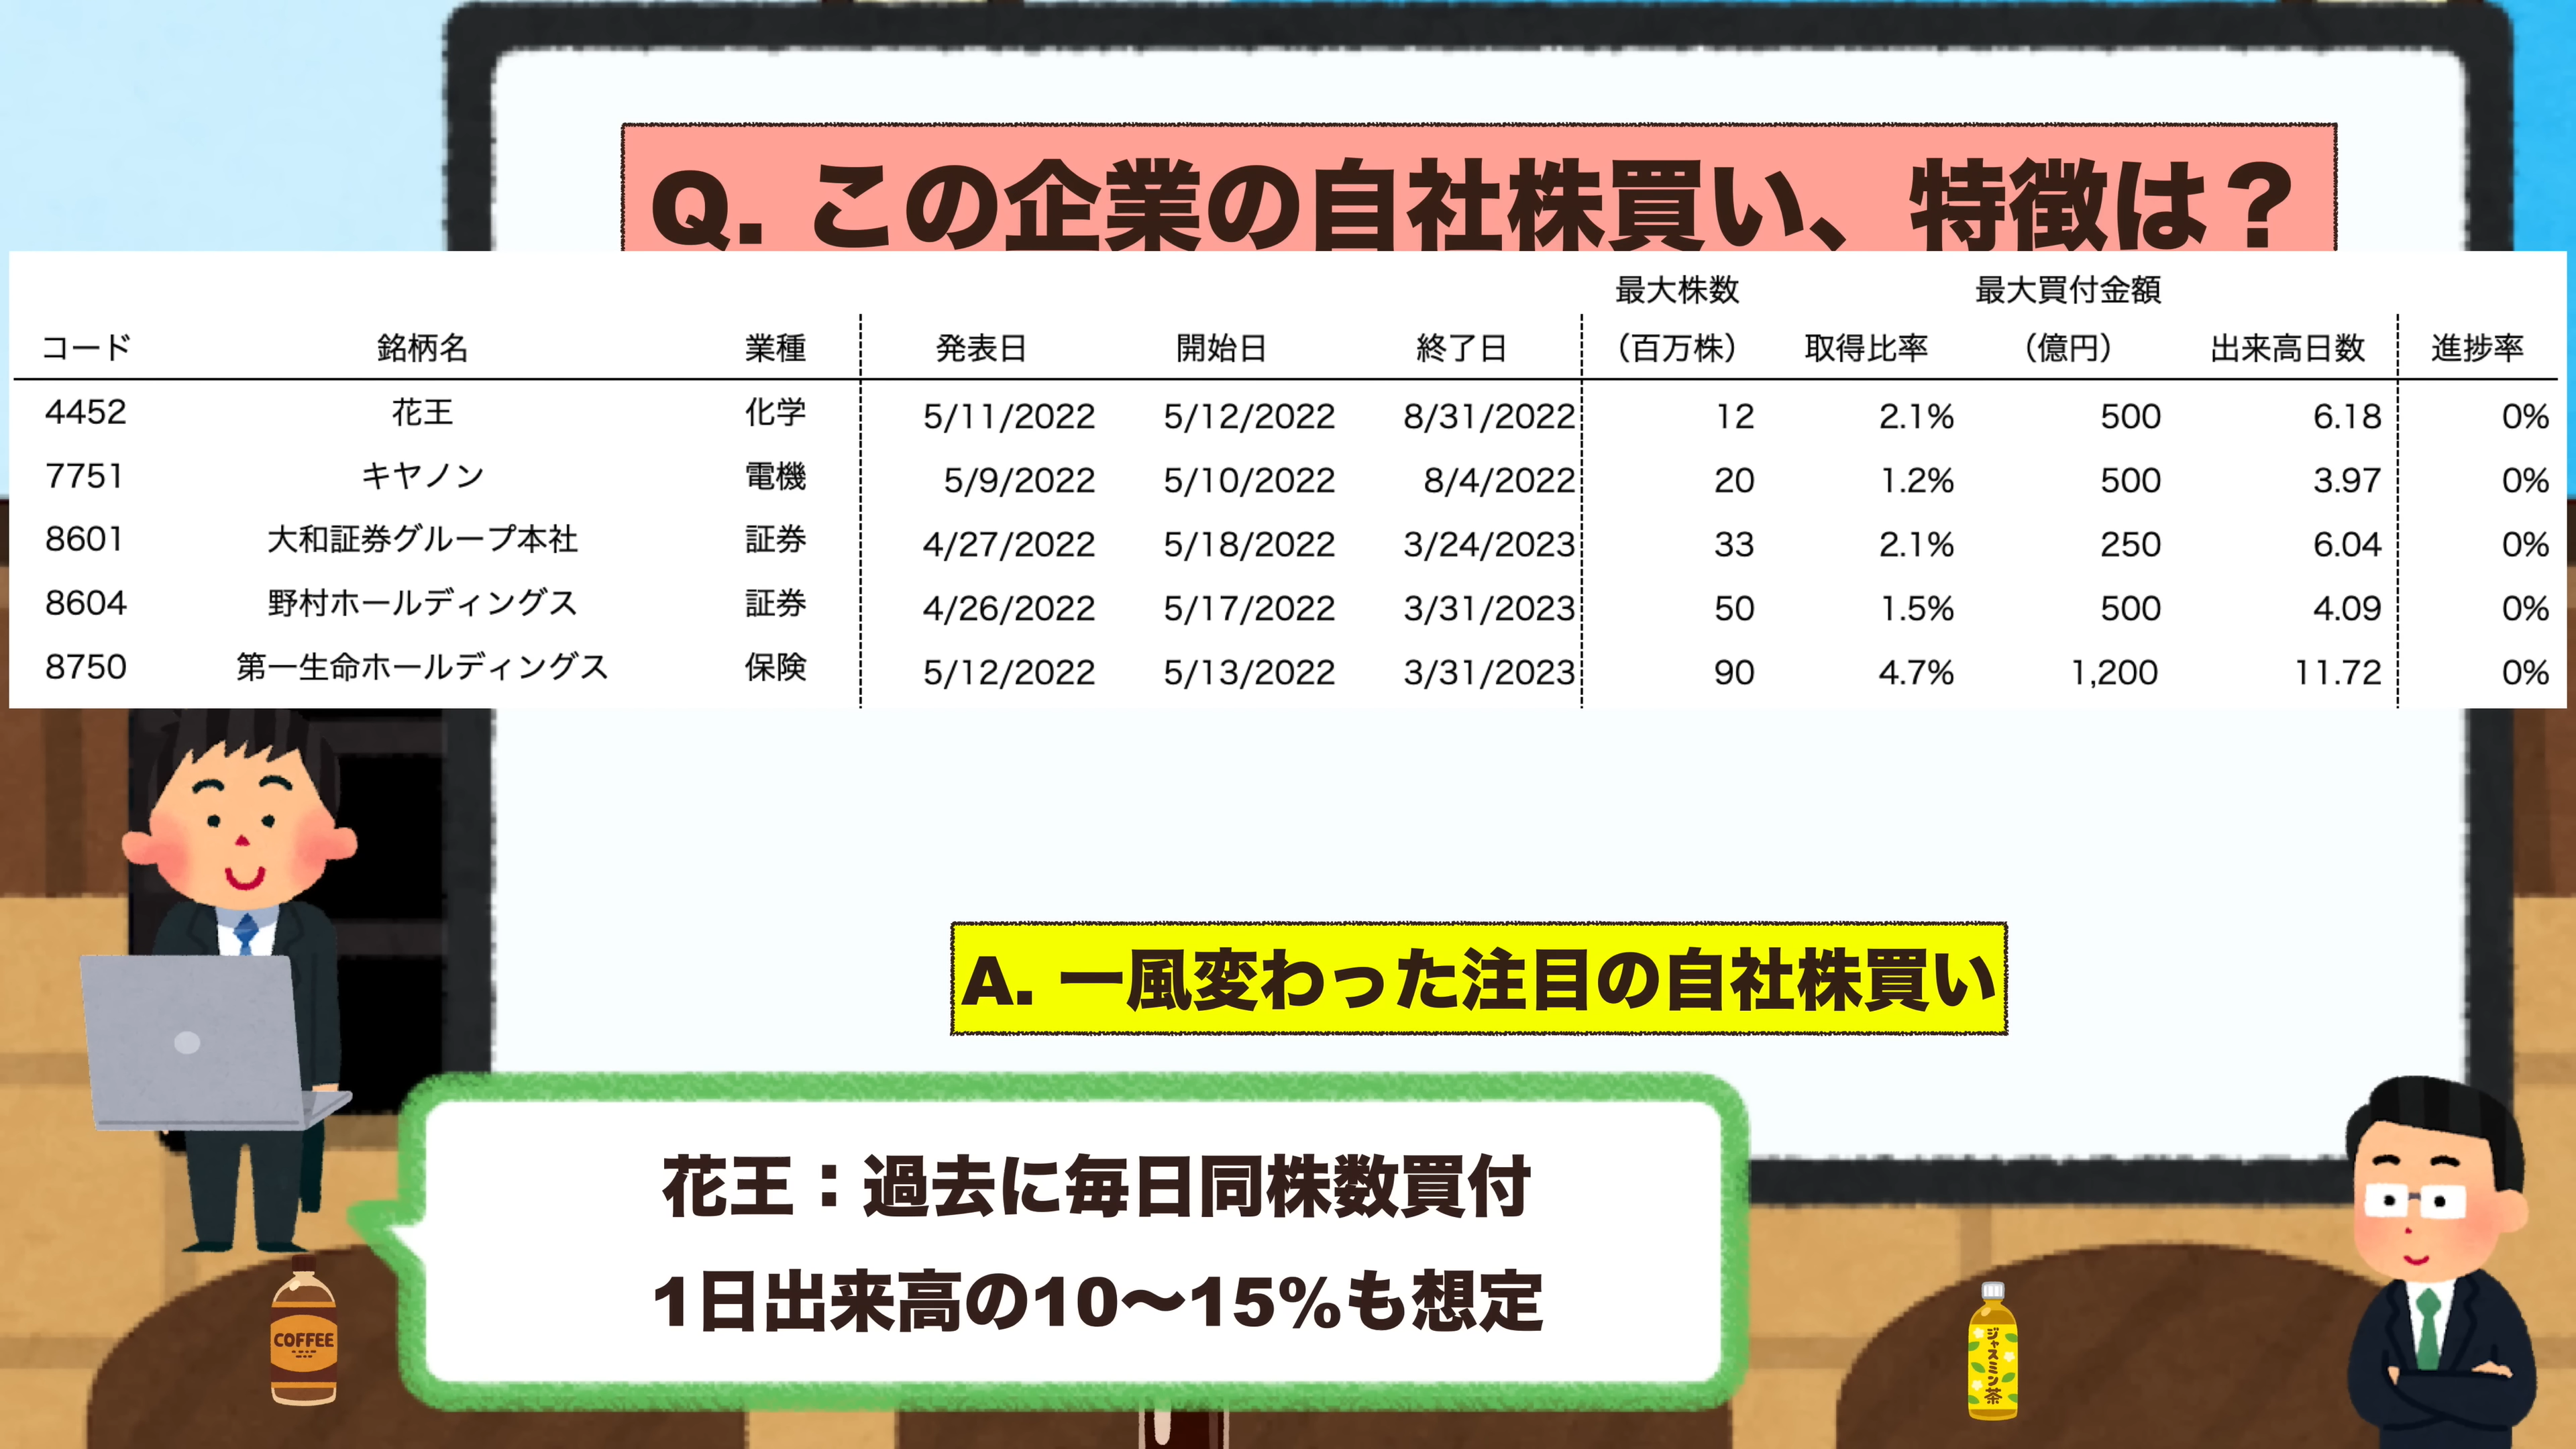 Q. この企業の自社株買い、特徴は？
最大株数 最大買付金額
コード 銘柄名 業種 発表日 開始日 終了日 （百万株） 取得比率 （億円） 出来高日数 進捗率
4452 花王 化学 5/11/2022 5/12/2022 8/31/2022 12 2.1% 500 6.18 0%
7751 キヤノン 電機 5/9/2022 5/10/2022 8/4/2022 20 1.2% 500 3.97 0%
8601 大和証券グループ本社 証券 4/27/2022 5/18/2022 3/24/2023 33 2.1% 250 6.04 0%
8604 野村ホールディングス 証券 4/26/2022 5/17/2022 3/31/2023 50 1.5% 500 4.09 0%
8750 第一生命ホールディングス 保険 5/12/2022 5/13/2022 3/31/2023 90 4.7% 1,200 11.72 0%
A. 一風変わった注目の自社株買い
花王：過去に毎日同株数買付
1日出来高の10〜15%も想定
COFFEE
ジャスミン茶